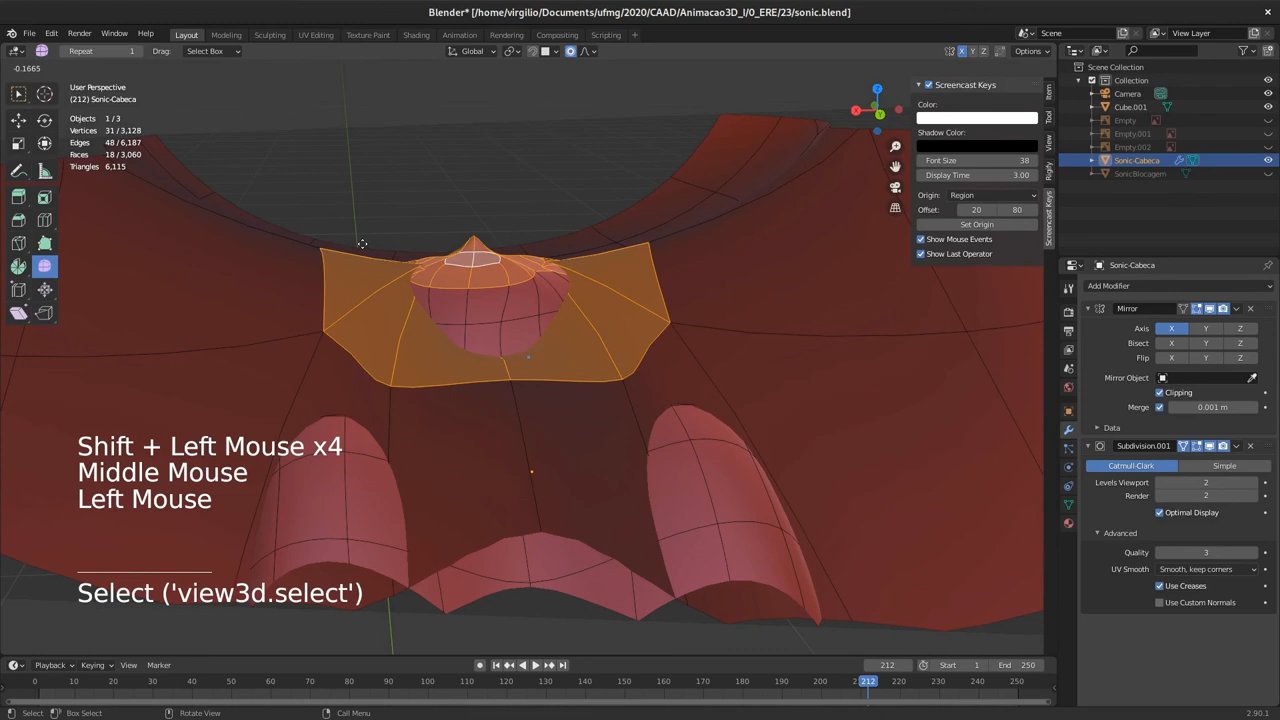 Blender* [/home/virgilio/Documents/ufmg/2020/CAAD/Animacao3D_I/0_ERE/23/sonic.blend]
File Edit Render Window Help Layout Modeling Sculpting UV Editing Texture Paint Shading Animation Rendering Compositing Scripting Scene View Layer
Repeat 1 Drag: Select Box Global X Y Z Options
-0.1665
User Perspective
(212) Sonic-Cabeca
Objects 1 / 3
Vertices 31 / 3,128
Edges 48 / 6,187
Faces 18 / 3,060
Triangles 6,115
Shift + Left Mouse x4
Middle Mouse
Left Mouse
Select ('view3d.select')
Screencast Keys
Color:
Shadow Color:
Font Size 38
Display Time 3.00
Origin: Region
Offset: 20 80
Set Origin
Show Mouse Events
Show Last Operator
Item
Tool
View
Rigify
Screencast Keys
Scene Collection
Collection
Camera
Cube.001
Empty
Empty.001
Empty.002
Sonic-Cabeca
SonicBlocagem
Sonic-Cabeca
Add Modifier
Mirror
Axis X Y Z
Bisect X Y Z
Flip X Y Z
Mirror Object
Clipping
Merge 0.001 m
Data
Subdivision.001
Catmull-Clark Simple
Levels Viewport 2
Render 2
Optimal Display
Advanced
Quality 3
UV Smooth Smooth, keep corners
Use Creases
Use Custom Normals
Playback Keying View Marker 212 Start 1 End 250
0 10 20 30 40 50 60 70 80 90 100 110 120 130 140 150 160 170 180 190 200 212 220 230 240 250
Select Box Select Rotate View Call Menu 2.90.1